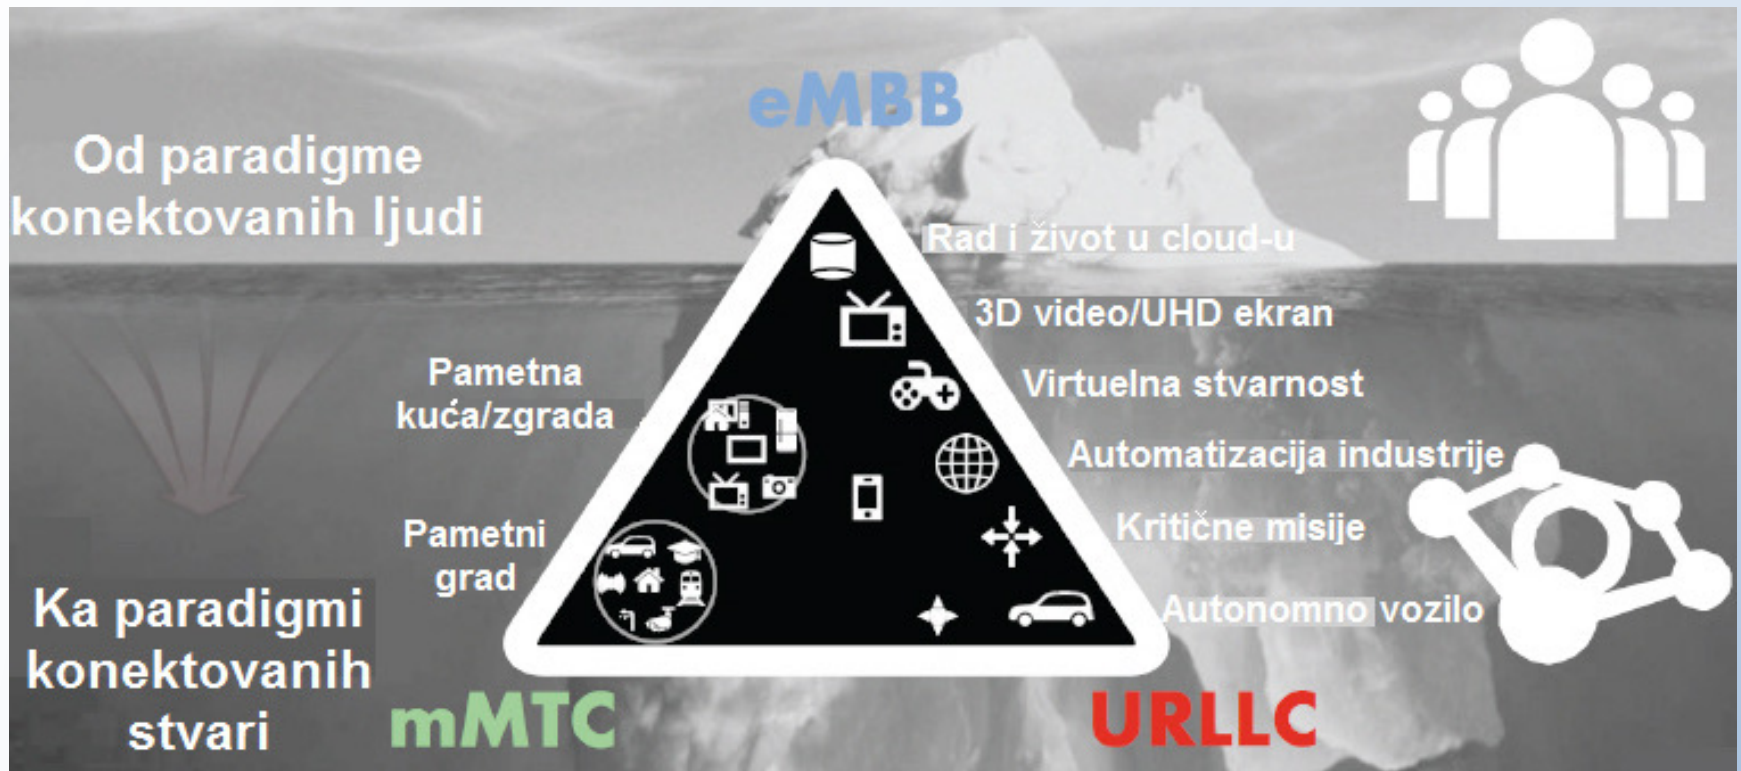 eMBB
Od paradigme
konektovanih ljudi
Rad i život u cloud-u
3D video/UHD ekran
Pametna
kuća/zgrada
Virtuelna stvarnost
Automatizacija industrije
Pametni
grad
Kritične misije
Autonomno vozilo
Ka paradigmi
konektovanih
stvari
mMTC
URLLC